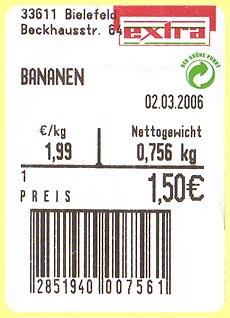 33611 Bielefeld
Beckhausstr. 64
extra
DER GRÜNE PUNKT
BANANEN
02.03.2006
€/kg Nettogewicht
1,99 0,756 kg
1
PREIS 1,50€
2851940 007561